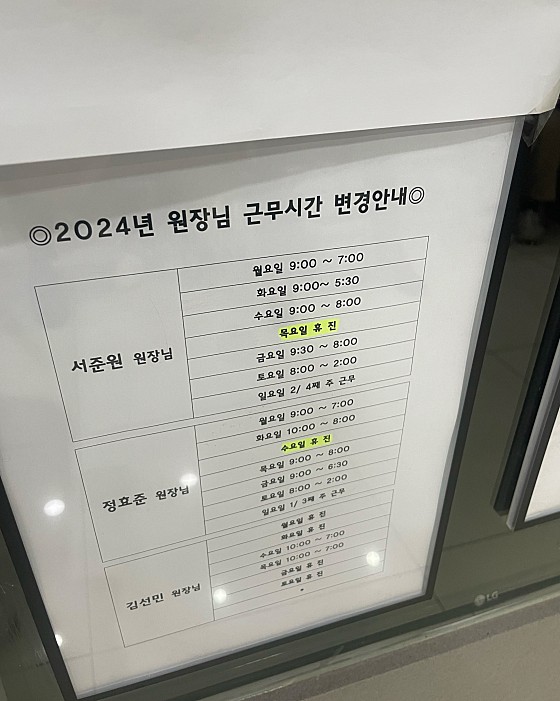 ◎2024년 원장님 근무시간 변경안내◎
서준원 원장님
월요일 9:00 ~ 7:00
화요일 9:00~ 5:30
수요일 9:00 ~ 8:00
목요일 휴 진
금요일 9:30 ~ 8:00
토요일 8:00 ~ 2:00
일요일 2/ 4째 주 근무
정효준 원장님
월요일 9:00 ~ 7:00
화요일 10:00 ~ 8:00
수요일 휴 진
목요일 9:00 ~ 8:00
금요일 9:00 ~ 6:30
토요일 8:00 ~ 2:00
일요일 1/ 3째 주 근무
김선민 원장님
월요일 휴 진
화요일 휴 진
수요일 10:00 ~ 7:00
목요일 10:00 ~ 7:00
금요일 휴 진
토요일 휴 진
LG